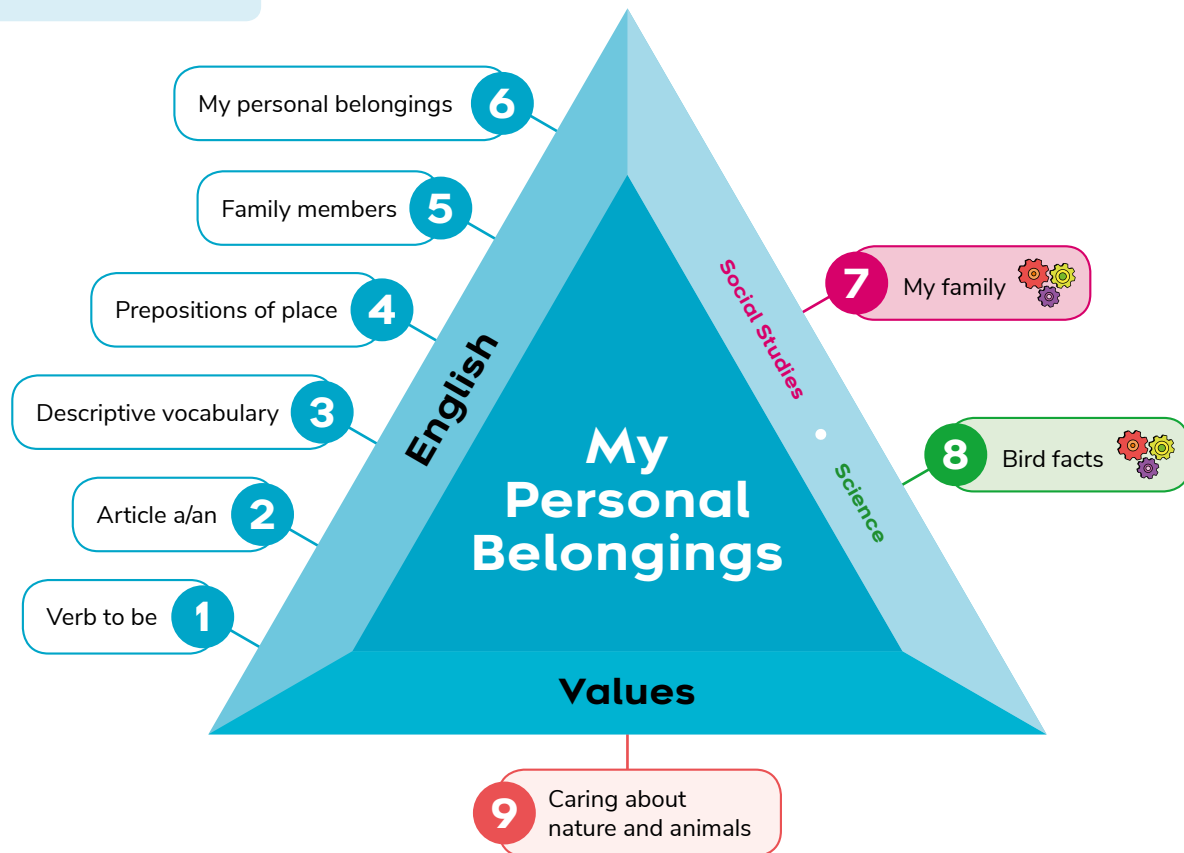 My personal belongings 6
Family members 5
Prepositions of place 4
Descriptive vocabulary 3
Article a/an 2
Verb to be 1
English
My
Personal
Belongings
Social Studies
Science
7 My family
8 Bird facts
Values
9 Caring about
nature and animals